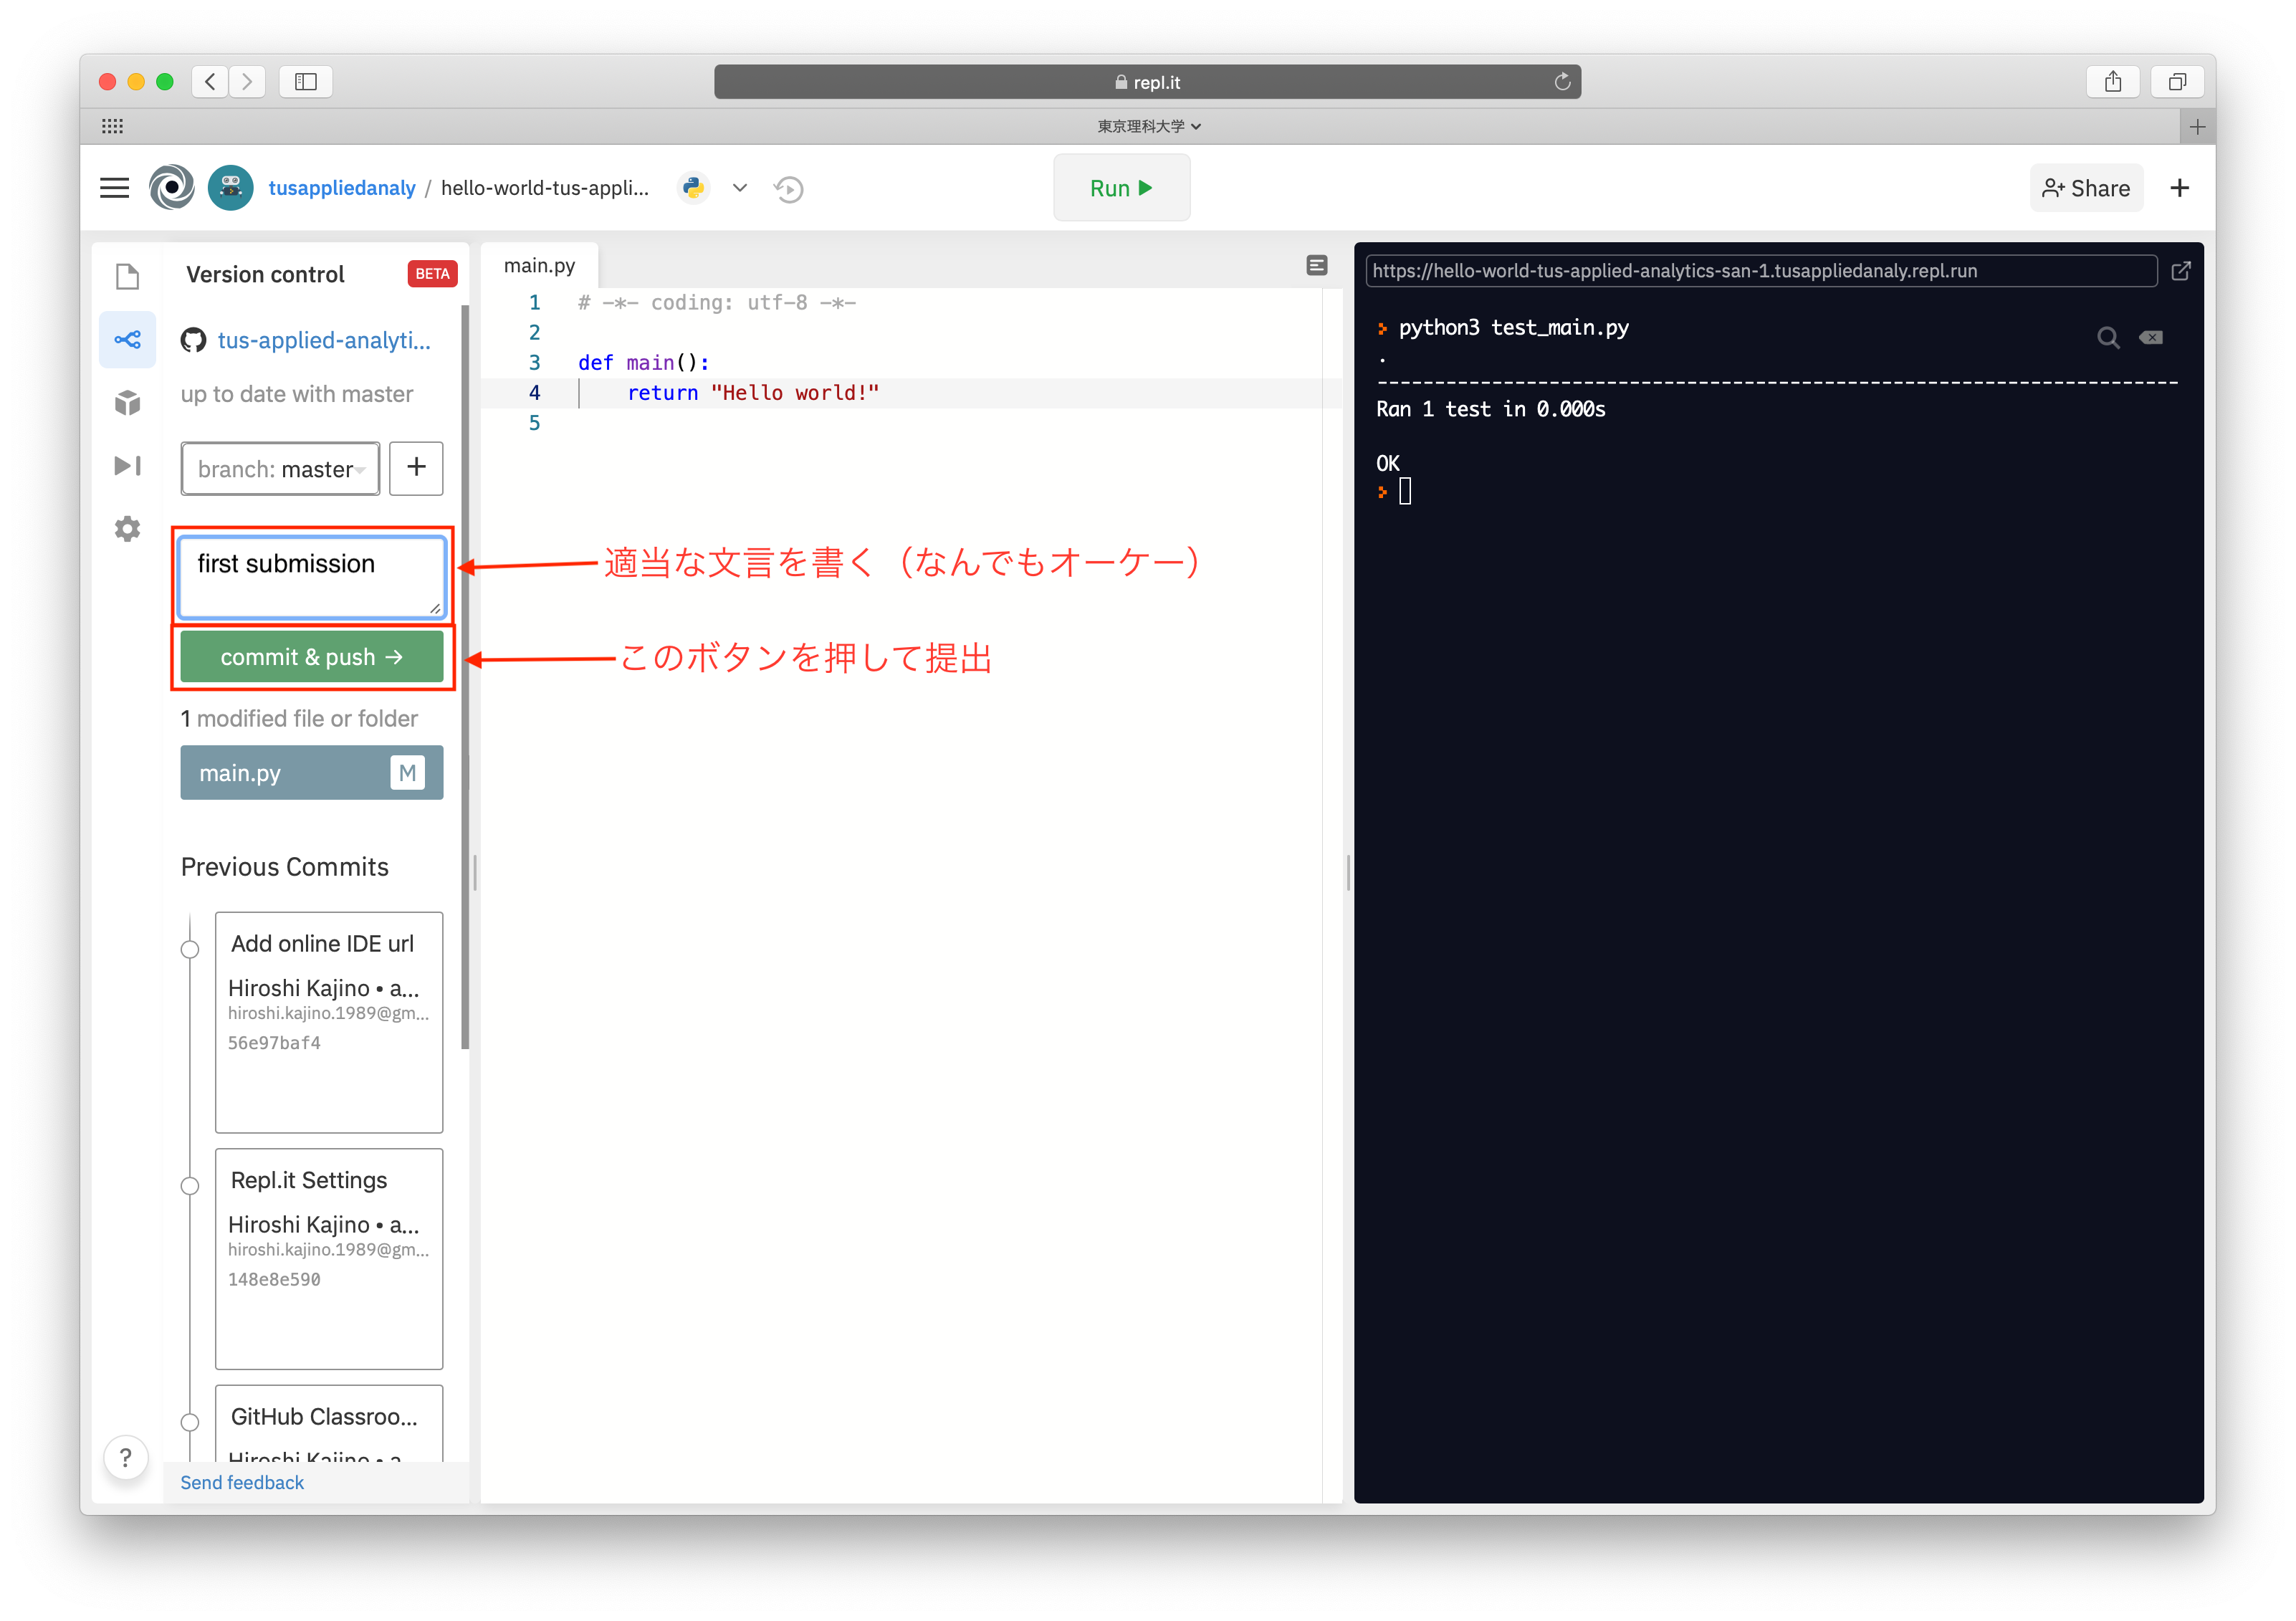 repl.it
東京理科大学
tusappliedanaly / hello-world-tus-appli...
Run
Share
Version control
BETA
tus-applied-analyti...
up to date with master
branch: master
+
first submission
commit & push →
1 modified file or folder
main.py
M
Previous Commits
Add online IDE url
Hiroshi Kajino • a...
hiroshi.kajino.1989@gm...
56e97baf4
Repl.it Settings
Hiroshi Kajino • a...
hiroshi.kajino.1989@gm...
148e8e590
GitHub Classroo...
Hiroshi Kajino • a
Send feedback
?
main.py
1 # -*- coding: utf-8 -*-
2
3 def main():
4     return "Hello world!"
5
適当な文言を書く（なんでもオーケー）
このボタンを押して提出
https://hello-world-tus-applied-analytics-san-1.tusappliedanaly.repl.run
python3 test_main.py
.
----------------------------------------------------------------------
Ran 1 test in 0.000s
OK